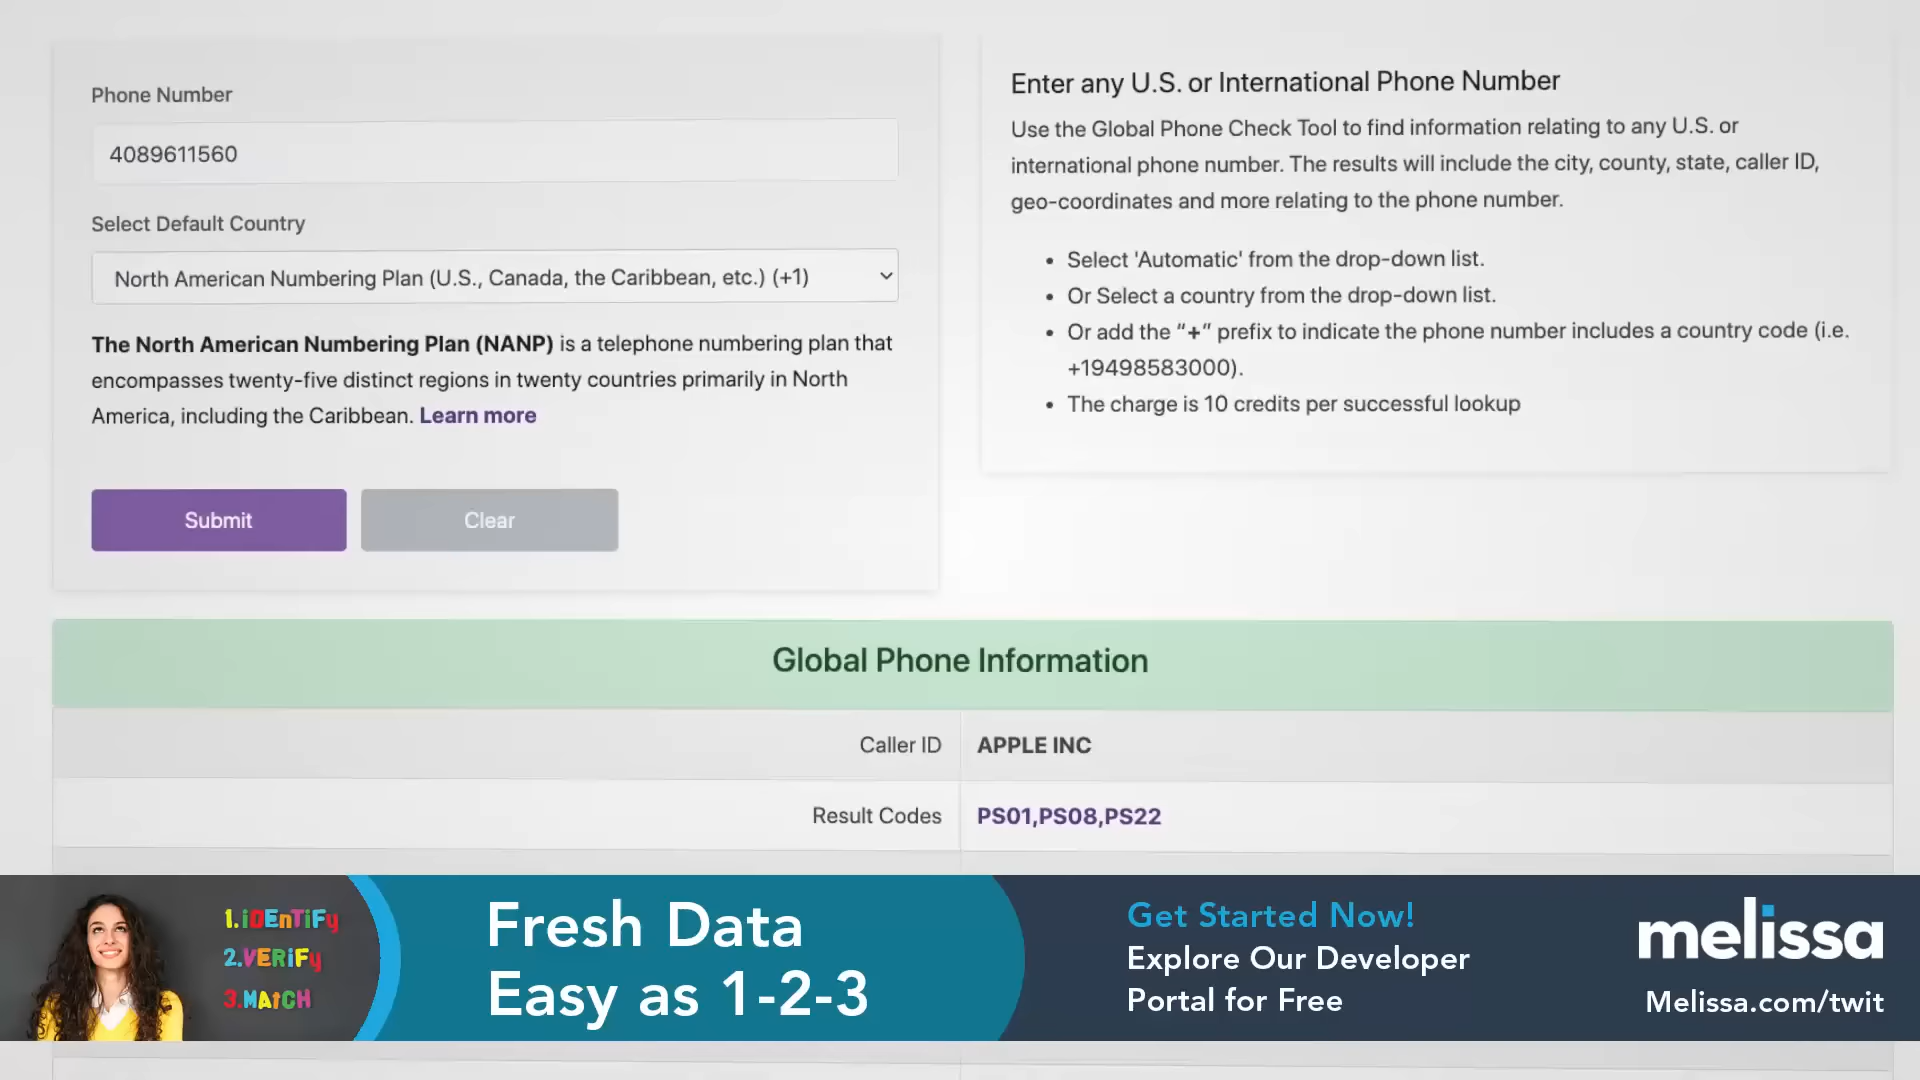 Phone Number
4089611560
Select Default Country
North American Numbering Plan (U.S., Canada, the Caribbean, etc.) (+1)
The North American Numbering Plan (NANP) is a telephone numbering plan that
encompasses twenty-five distinct regions in twenty countries primarily in North
America, including the Caribbean. Learn more
Submit
Clear
Enter any U.S. or International Phone Number
Use the Global Phone Check Tool to find information relating to any U.S. or
international phone number. The results will include the city, county, state, caller ID,
geo-coordinates and more relating to the phone number.
• Select 'Automatic' from the drop-down list.
• Or Select a country from the drop-down list.
• Or add the “+” prefix to indicate the phone number includes a country code (i.e.
+19498583000).
• The charge is 10 credits per successful lookup
Global Phone Information
Caller ID APPLE INC
Result Codes PS01,PS08,PS22
1.iDEnTiFy
2.VERiFy
3.MAtCH
Fresh Data
Easy as 1-2-3
Get Started Now!
Explore Our Developer
Portal for Free
melissa
Melissa.com/twit